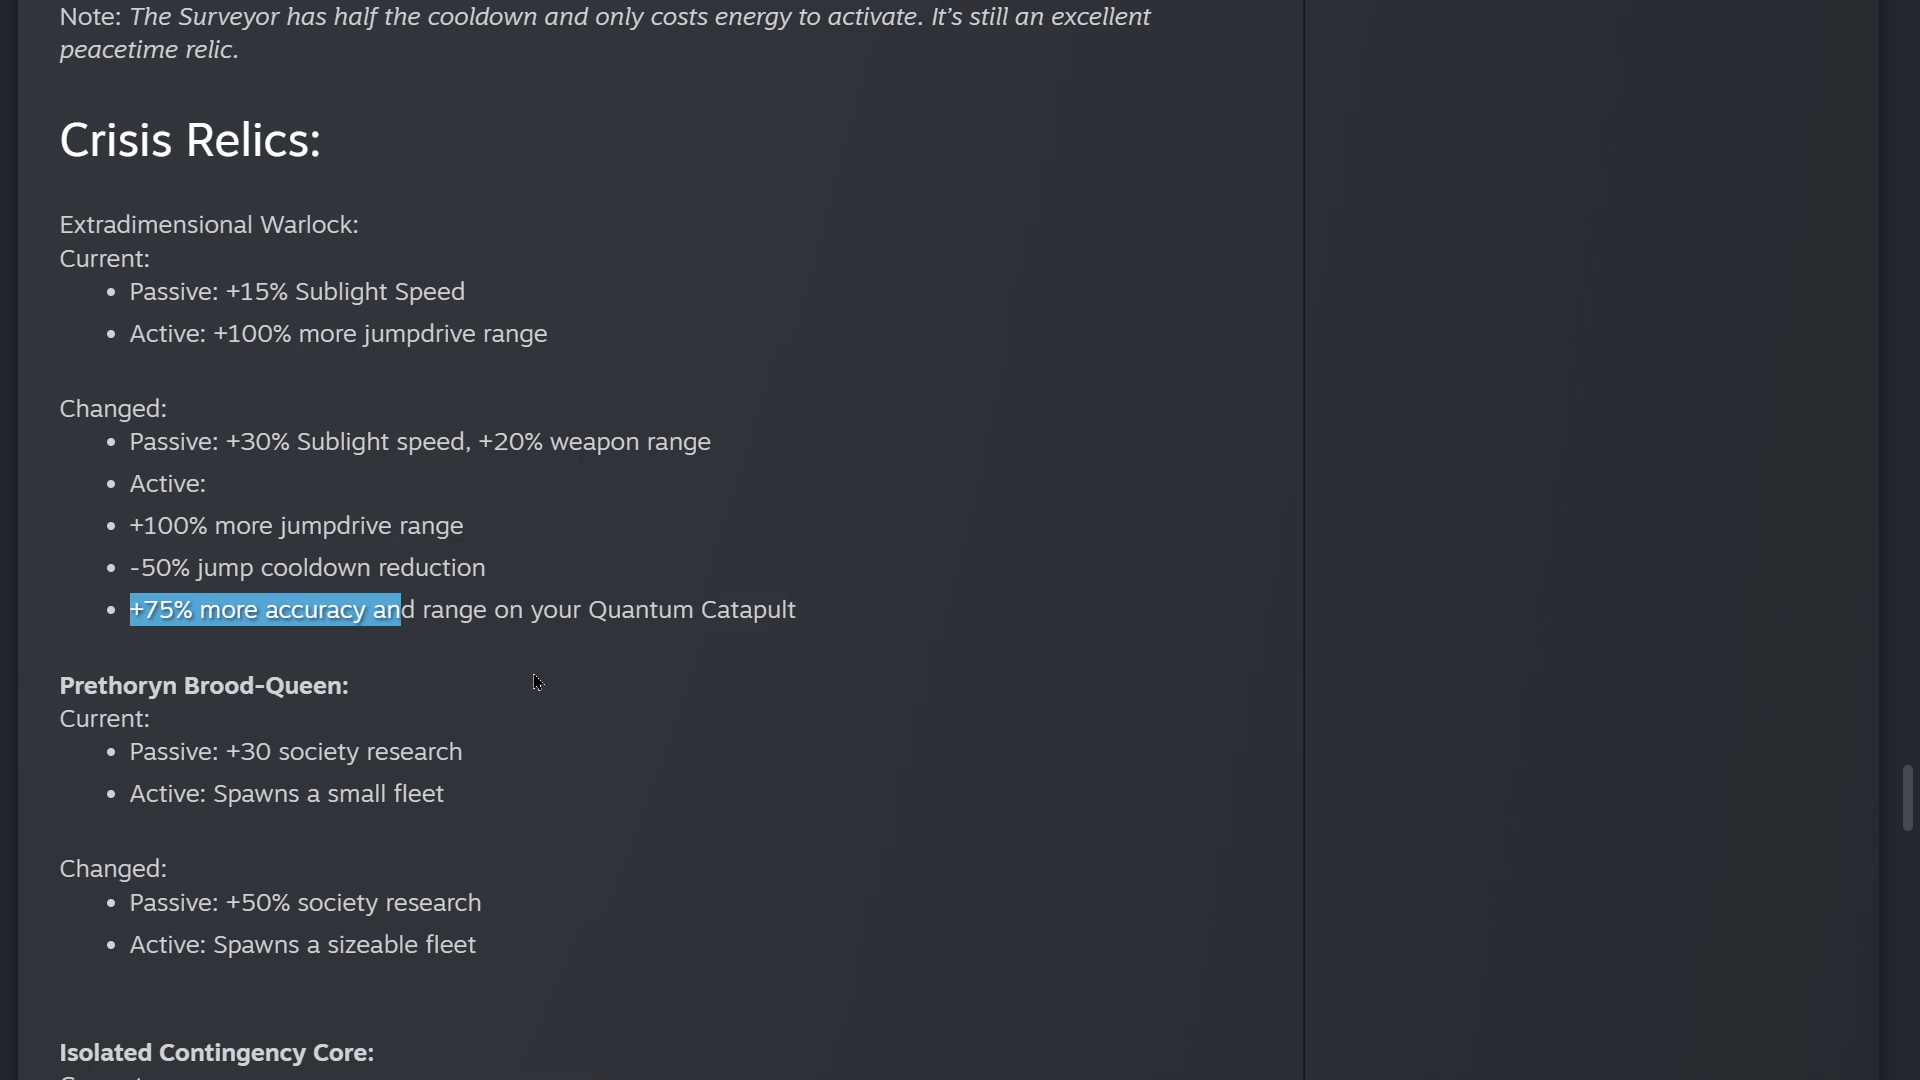 Note: The Surveyor has half the cooldown and only costs energy to activate. It’s still an excellent
peacetime relic.
Crisis Relics:
Extradimensional Warlock:
Current:
• Passive: +15% Sublight Speed
• Active: +100% more jumpdrive range
Changed:
• Passive: +30% Sublight speed, +20% weapon range
• Active:
• +100% more jumpdrive range
• -50% jump cooldown reduction
• +75% more accuracy and range on your Quantum Catapult
Prethoryn Brood-Queen:
Current:
• Passive: +30 society research
• Active: Spawns a small fleet
Changed:
• Passive: +50% society research
• Active: Spawns a sizeable fleet
Isolated Contingency Core: